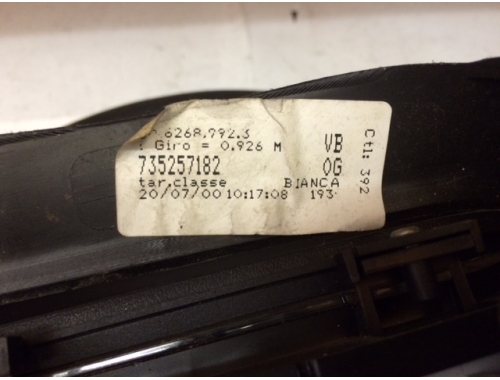 6268.992.3
1 Giro = 0.926 M VB
735257182 0G
tar.classe BIANCA
20/07/00 10:17:08 193
Ctl: 392